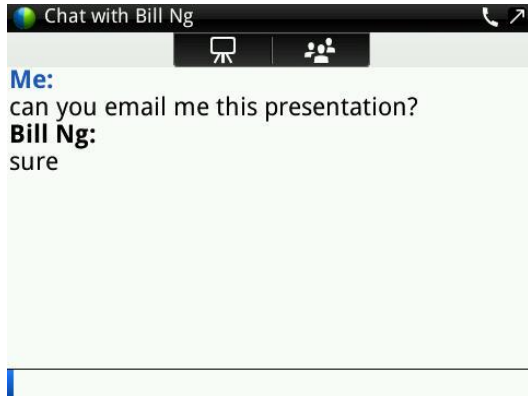 Chat with Bill Ng
Me:
can you email me this presentation?
Bill Ng:
sure